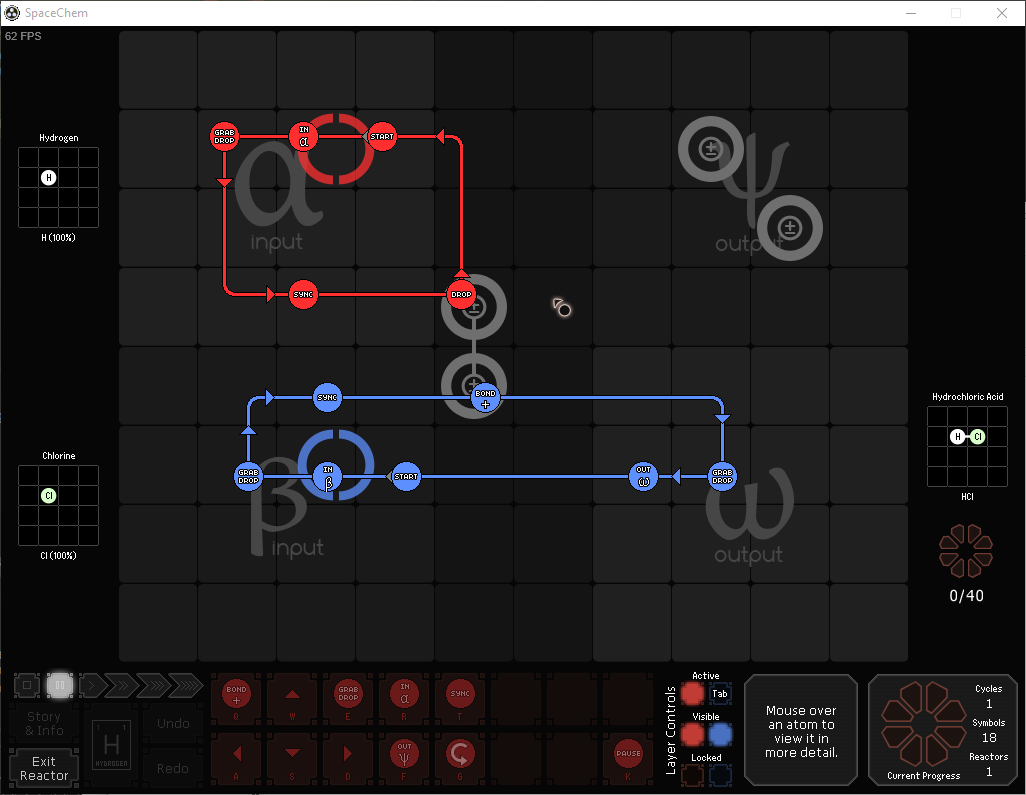 SpaceChem
62 FPS
Hydrogen
H
H (100%)
Chlorine
Cl
Cl (100%)
GRAB DROP
IN
α
START
α
input
SYNC
DROP
±
±
±
Ψ
output
SYNC
BOND
+
GRAB DROP
IN
β
START
OUT
ω
GRAB DROP
β
input
ω
output
Hydrochloric Acid
H Cl
HCl
0/40
Story
& Info
Exit
Reactor
1 1
H
HYDROGEN
Undo
Redo
BOND
+
Q
W
GRAB DROP
E
IN
α
R
SYNC
T
A
S
D
OUT
Ψ
F
G
PAUSE
K
Layer Controls
Active
Tab
Visible
Locked
Mouse over
an atom to
view it in
more detail.
Cycles
1
Symbols
18
Reactors
1
Current Progress